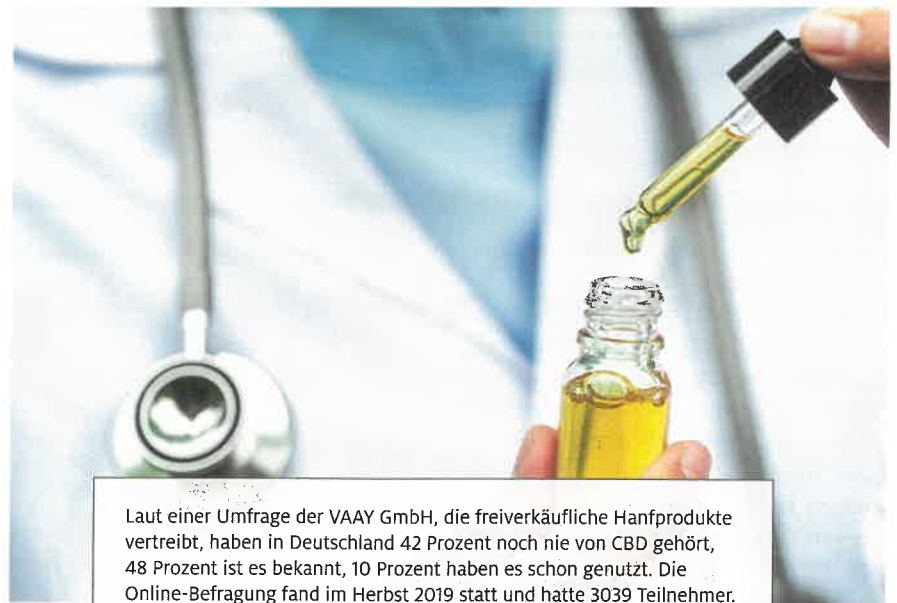 Laut einer Umfrage der VAAY GmbH, die freiverkäufliche Hanfprodukte
vertreibt, haben in Deutschland 42 Prozent noch nie von CBD gehört,
48 Prozent ist es bekannt, 10 Prozent haben es schon genutzt. Die
Online-Befragung fand im Herbst 2019 statt und hatte 3039 Teilnehmer.